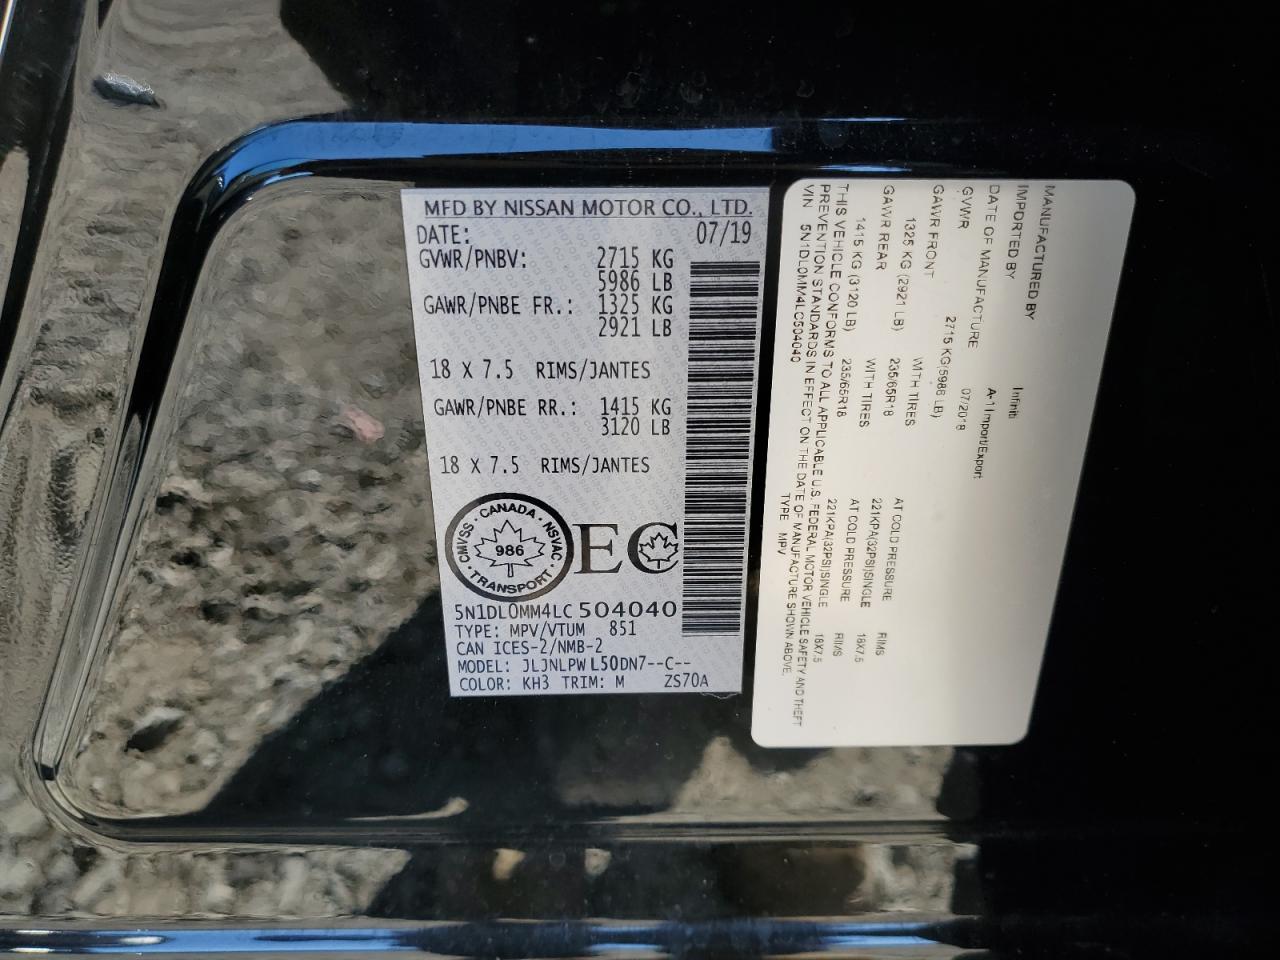 MFD BY NISSAN MOTOR CO., LTD.
DATE: 07/19
GVWR/PNBV: 2715 KG
5986 LB
GAWR/PNBE FR.: 1325 KG
2921 LB
18 X 7.5 RIMS/JANTES
GAWR/PNBE RR.: 1415 KG
3120 LB
18 X 7.5 RIMS/JANTES
CANADA · NSVAC · TRANSPORT · CMVSS ·
986
EC
5N1DL0MM4LC504040
TYPE: MPV/VTUM 851
CAN ICES-2/NMB-2
MODEL: JLJNLPW L50DN7--C--
COLOR: KH3 TRIM: M ZS70A
MANUFACTURED BY Infiniti
IMPORTED BY A-1 Import/Export
DATE OF MANUFACTURE 07/2018
GVWR 2715 KG(5986 LB)
GAWR FRONT WITH TIRES AT COLD PRESSURE RIMS
1325 KG (2921 LB) 235/65R18 221KPA(32PSI)SINGLE 18X7.5
GAWR REAR WITH TIRES AT COLD PRESSURE RIMS
1415 KG (3120 LB) 235/65R18 221KPA(32PSI)SINGLE 18X7.5
THIS VEHICLE CONFORMS TO ALL APPLICABLE U.S. FEDERAL MOTOR VEHICLE SAFETY AND THEFT
PREVENTION STANDARDS IN EFFECT ON THE DATE OF MANUFACTURE SHOWN ABOVE.
VIN 5N1DL0MM4LC504040 TYPE MPV